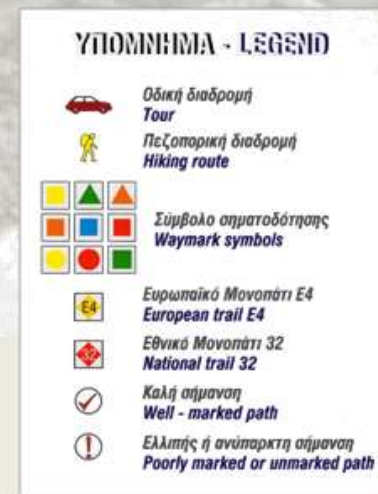 ΥΠΟΜΝΗΜΑ - LEGEND
Οδική διαδρομή
Tour
Πεζοπορική διαδρομή
Hiking route
Σύμβολο σηματοδότησης
Waymark symbols
E4
Ευρωπαϊκό Μονοπάτι Ε4
European trail E4
32
Εθνικό Μονοπάτι 32
National trail 32
Καλή σήμανση
Well - marked path
Ελλιπής ή ανύπαρκτη σήμανση
Poorly marked or unmarked path